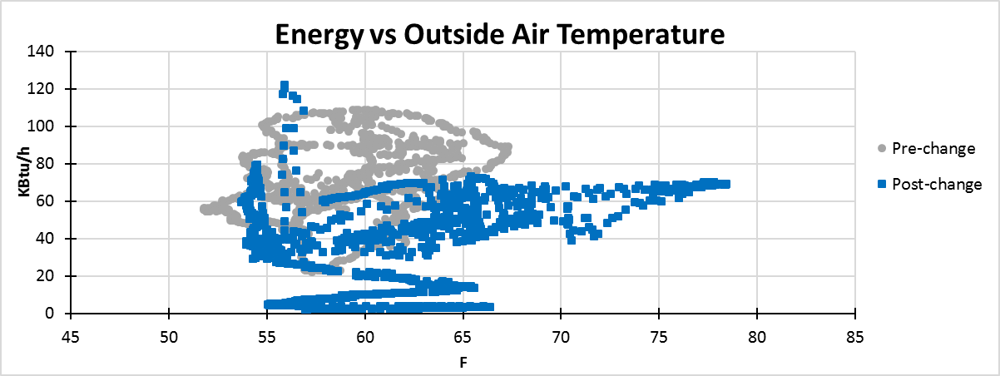 Energy vs Outside Air Temperature
140
120
100
80
60
40
20
0
KBtu/h
45 50 55 60 65 70 75 80 85
F
Pre-change
Post-change